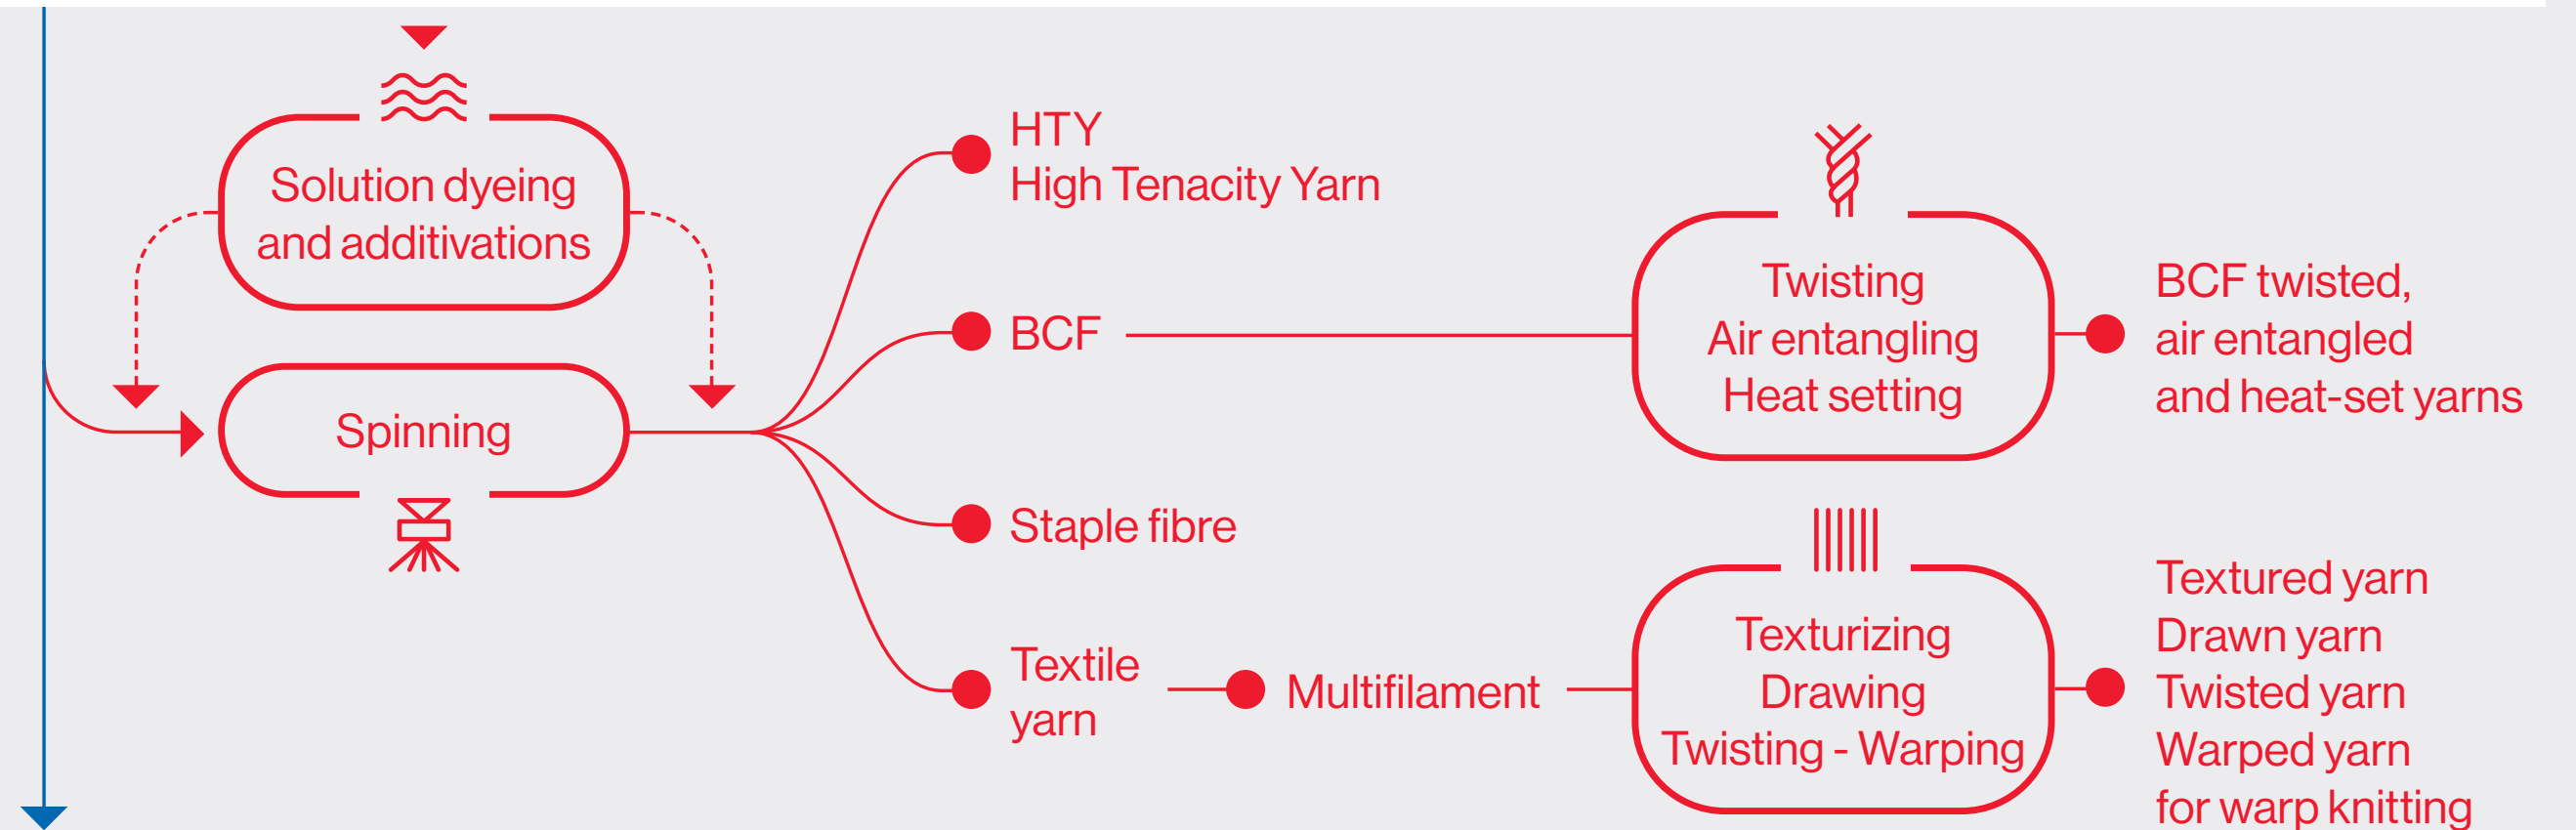 Solution dyeing
and additivations
Spinning
HTY
High Tenacity Yarn
BCF
Staple fibre
Textile
yarn
Multifilament
Twisting
Air entangling
Heat setting
BCF twisted,
air entangled
and heat-set yarns
Texturizing
Drawing
Twisting - Warping
Textured yarn
Drawn yarn
Twisted yarn
Warped yarn
for warp knitting